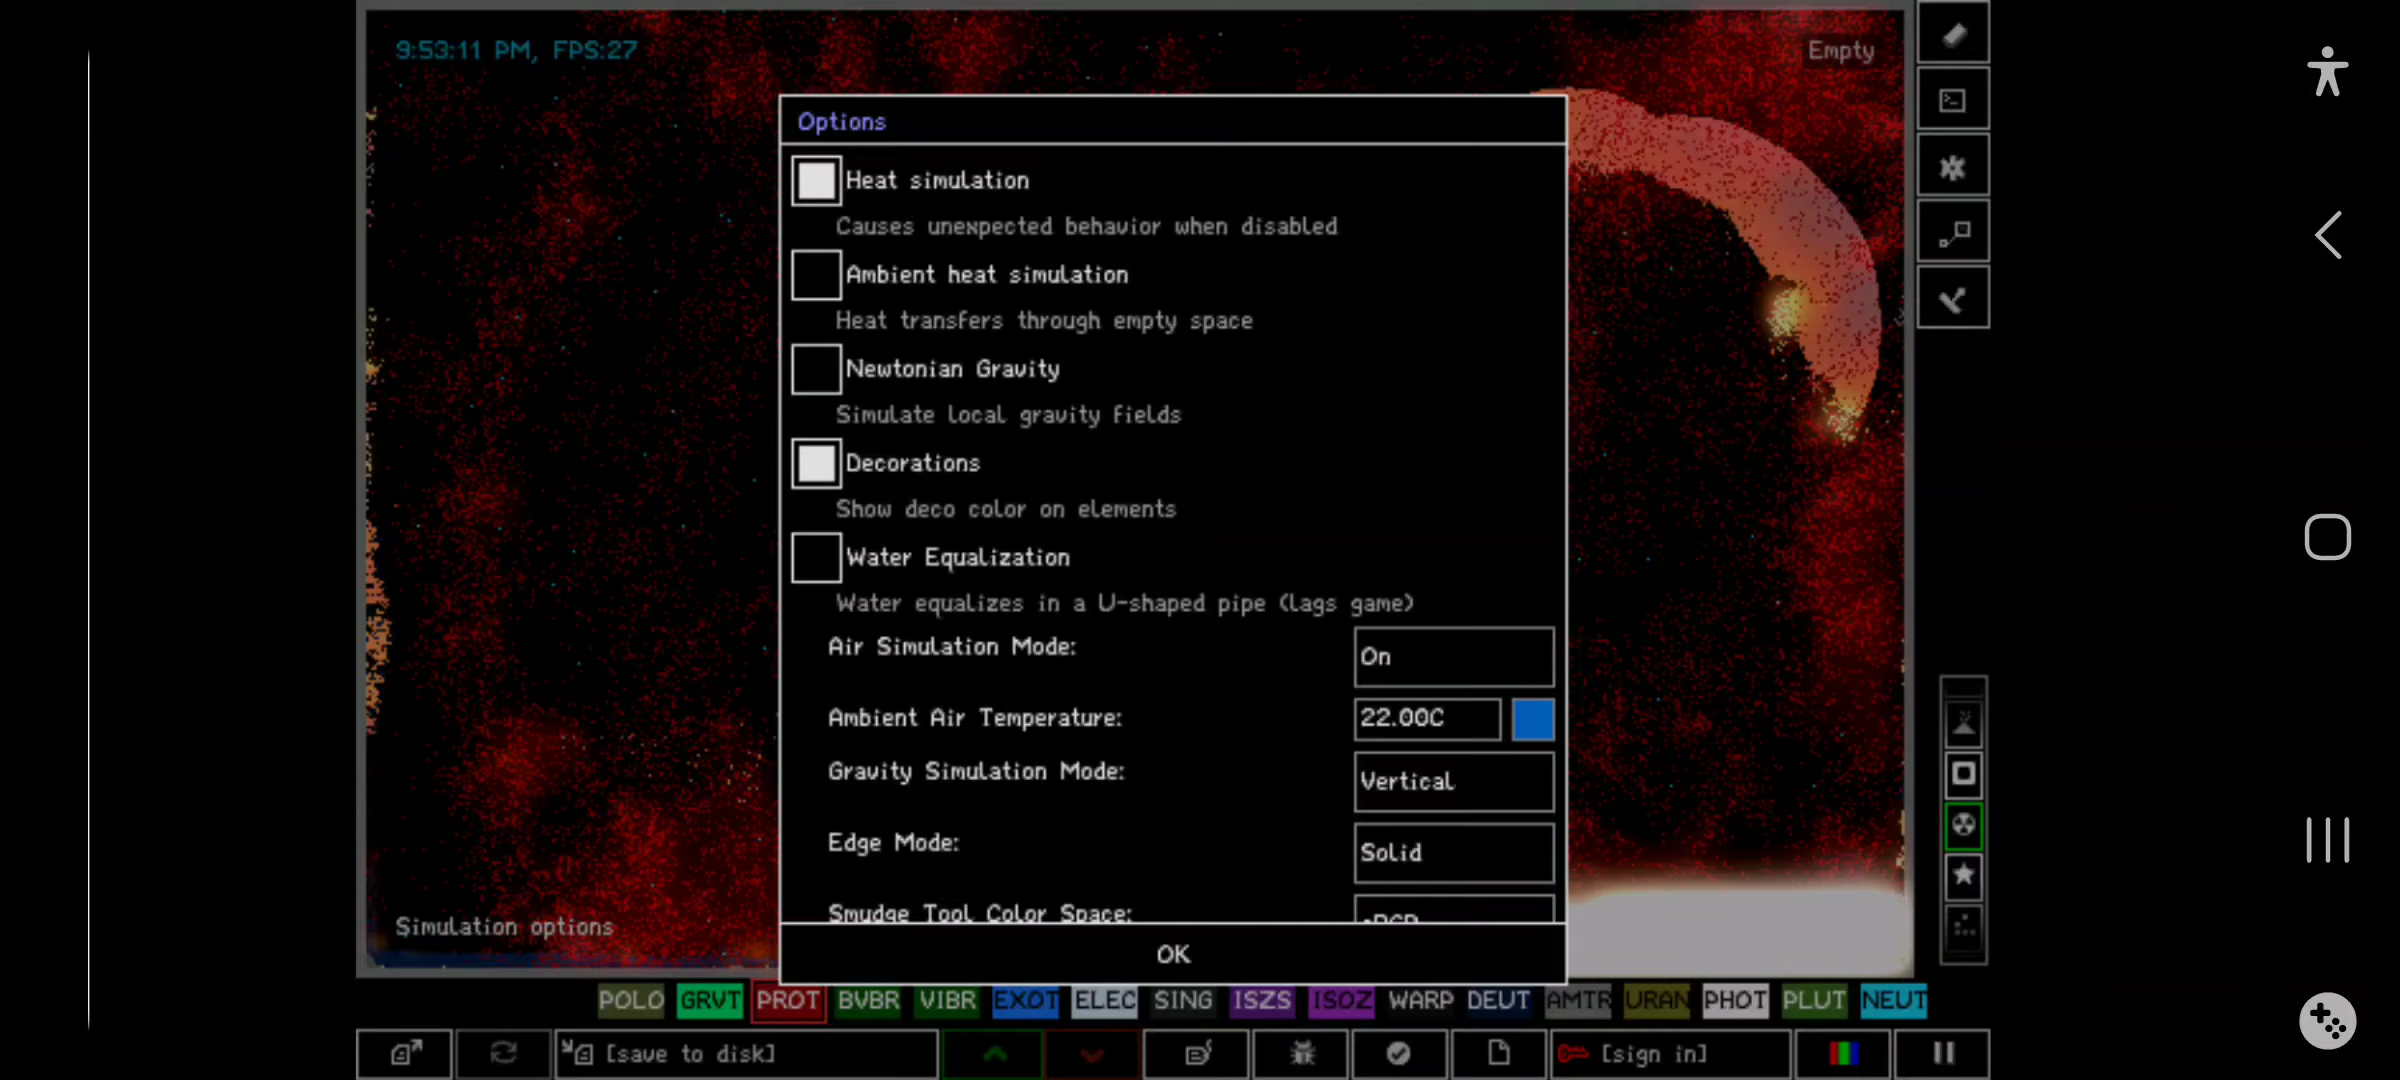 9:53:11 PM, FPS:27
Empty
Options
Heat simulation
Causes unexpected behavior when disabled
Ambient heat simulation
Heat transfers through empty space
Newtonian Gravity
Simulate local gravity fields
Decorations
Show deco color on elements
Water Equalization
Water equalizes in a U-shaped pipe (lags game)
Air Simulation Mode: On
Ambient Air Temperature: 22.00C
Gravity Simulation Mode: Vertical
Edge Mode: Solid
Smudge Tool Color Space:
Simulation options
OK
POLO GRVT PROT BVBR VIBR EXOT ELEC SING ISZS ISOZ WARP DEUT AMTR URAN PHOT PLUT NEUT
[save to disk] [sign in]